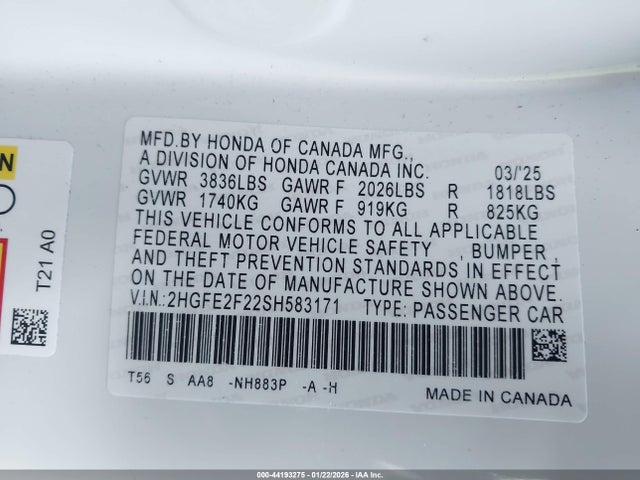 MFD.BY HONDA OF CANADA MFG.,
A DIVISION OF HONDA CANADA INC. 03/'25
GVWR 3836LBS GAWR F 2026LBS R 1818LBS
GVWR 1740KG GAWR F 919KG R 825KG
THIS VEHICLE CONFORMS TO ALL APPLICABLE
FEDERAL MOTOR VEHICLE SAFETY , BUMPER ,
AND THEFT PREVENTION STANDARDS IN EFFECT
ON THE DATE OF MANUFACTURE SHOWN ABOVE.
V.I.N.:2HGFE2F22SH583171 TYPE: PASSENGER CAR
T56 S AA8 -NH883P -A -H
MADE IN CANADA
N
T21 A0
000-44193275 - 01/22/2026 - IAA Inc.